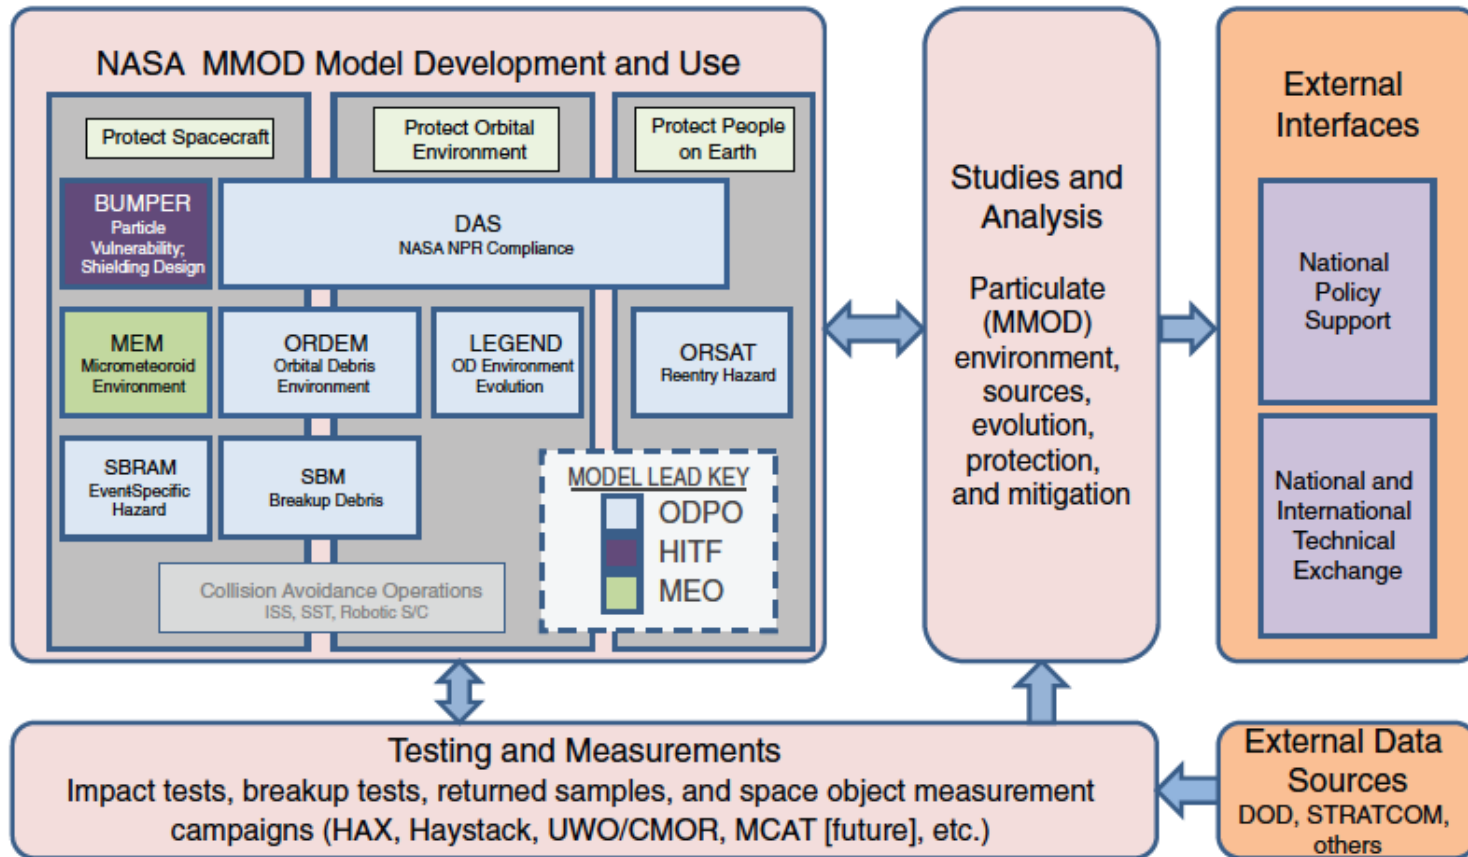 NASA MMOD Model Development and Use
Protect Spacecraft
Protect Orbital
Environment
Protect People
on Earth
BUMPER
Particle
Vulnerability;
Shielding Design
DAS
NASA NPR Compliance
MEM
Micrometeoroid
Environment
ORDEM
Orbital Debris
Environment
LEGEND
OD Environment
Evolution
ORSAT
Reentry Hazard
SBRAM
EventSpecific
Hazard
SBM
Breakup Debris
MODEL LEAD KEY
ODPO
HITF
MEO
Collision Avoidance Operations
ISS, SST, Robotic S/C
Studies and
Analysis
Particulate
(MMOD)
environment,
sources,
evolution,
protection,
and mitigation
External
Interfaces
National
Policy
Support
National and
International
Technical
Exchange
Testing and Measurements
Impact tests, breakup tests, returned samples, and space object measurement
campaigns (HAX, Haystack, UWO/CMOR, MCAT [future], etc.)
External Data
Sources
DOD, STRATCOM,
others